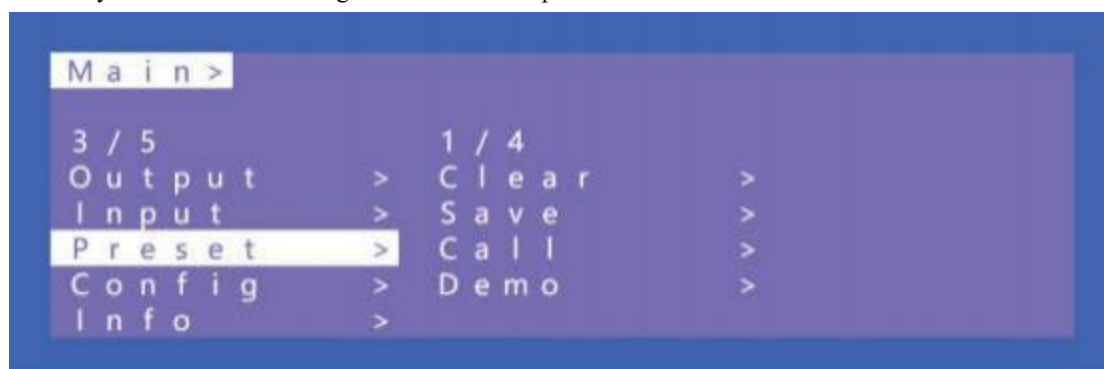 Main>
3/5 1/4
Output > Clear >
Input > Save >
Preset > Call >
Config > Demo >
Info >